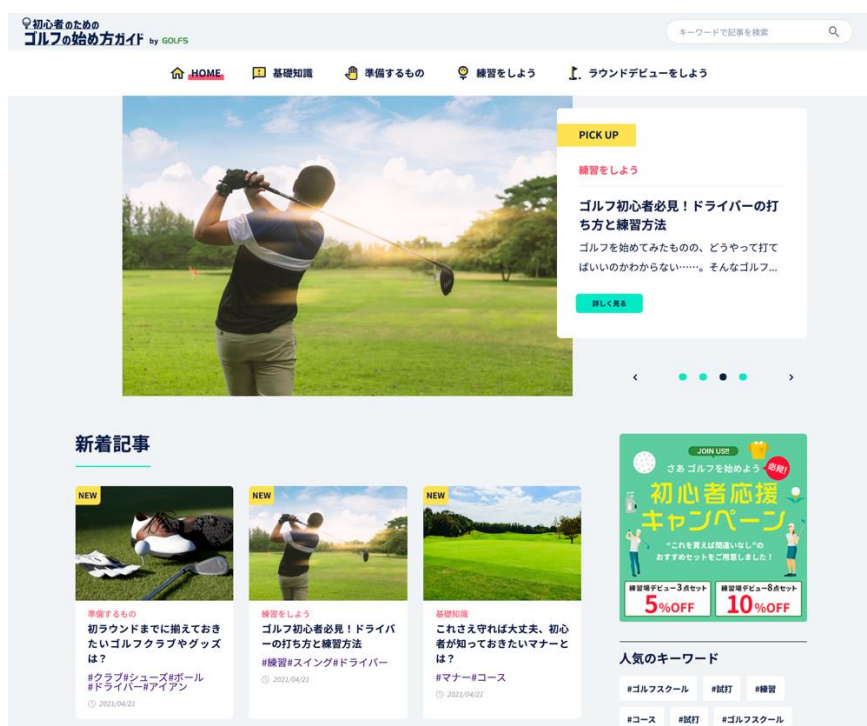 初心者のための
ゴルフの始め方ガイド by GOLF5
キーワードで記事を検索
HOME
基礎知識
準備するもの
練習をしよう
ラウンドデビューをしよう
PICK UP
練習をしよう
ゴルフ初心者必見！ドライバーの打
ち方と練習方法
ゴルフを始めてみたものの、どうやって打て
ばいいのかわからない……。そんなゴルフ...
詳しく見る
新着記事
NEW
準備するもの
初ラウンドまでに揃えておき
たいゴルフクラブやグッズ
は？
#クラブ#シューズ#ボール
#ドライバー#アイアン
2021/04/21
NEW
練習をしよう
ゴルフ初心者必見！ドライバ
ーの打ち方と練習方法
#練習#スイング#ドライバー
2021/04/21
NEW
基礎知識
これさえ守れば大丈夫、初心
者が知っておきたいマナーと
は？
#マナー#コース
2021/04/21
JOIN US!!
さあ ゴルフを始めよう
必見!
初心者応援
キャンペーン
“これを買えば間違いなし”の
おすすめセットをご用意しました！
練習場デビュー3点セット
5%OFF
練習場デビュー8点セット
10%OFF
人気のキーワード
#ゴルフスクール
#試打
#練習
#コース
#試打
#ゴルフスクール